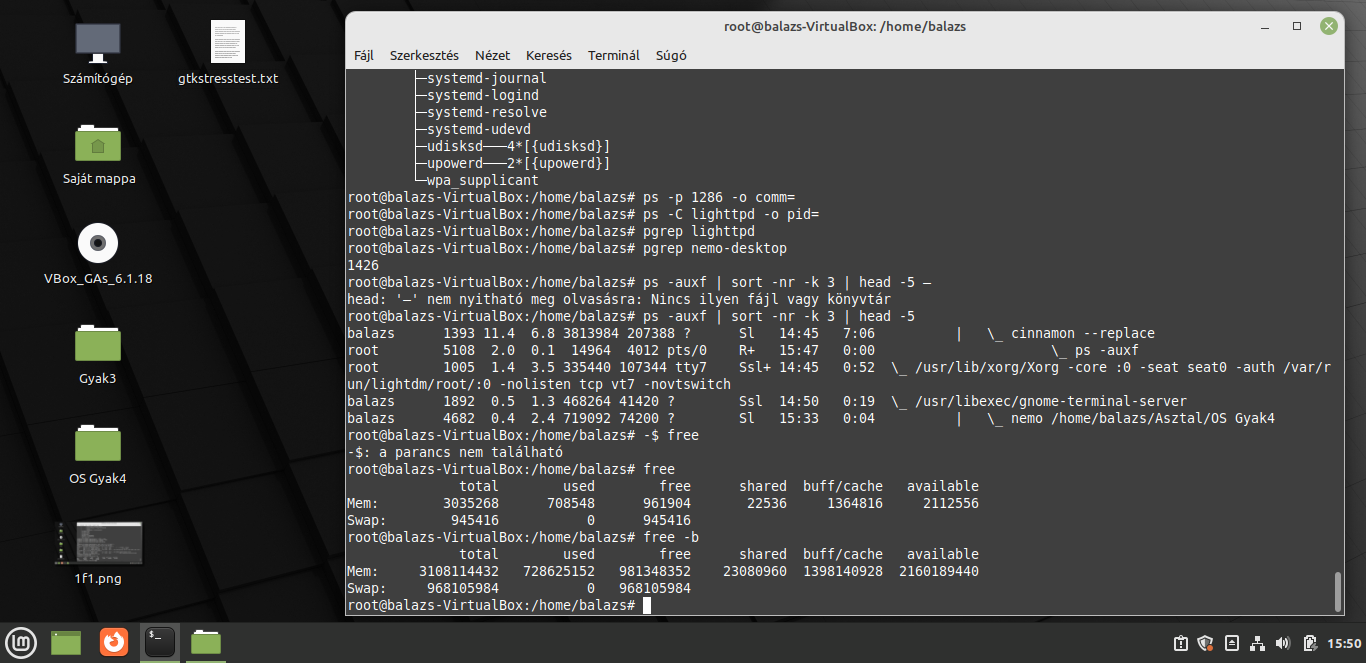 Számítógép
gtkstresstest.txt
Saját mappa
VBox_GAs_6.1.18
Gyak3
OS Gyak4
1f1.png
root@balazs-VirtualBox: /home/balazs
Fájl Szerkesztés Nézet Keresés Terminál Súgó
├─systemd-journal
├─systemd-logind
├─systemd-resolve
├─systemd-udevd
├─udisksd───4*[{udisksd}]
├─upowerd───2*[{upowerd}]
└─wpa_supplicant
root@balazs-VirtualBox:/home/balazs# ps -p 1286 -o comm=
root@balazs-VirtualBox:/home/balazs# ps -C lighttpd -o pid=
root@balazs-VirtualBox:/home/balazs# pgrep lighttpd
root@balazs-VirtualBox:/home/balazs# pgrep nemo-desktop
1426
root@balazs-VirtualBox:/home/balazs# ps -auxf | sort -nr -k 3 | head -5 –
head: '–' nem nyitható meg olvasásra: Nincs ilyen fájl vagy könyvtár
root@balazs-VirtualBox:/home/balazs# ps -auxf | sort -nr -k 3 | head -5
balazs 1393 11.4 6.8 3813984 207388 ? Sl 14:45 7:06 | \_ cinnamon --replace
root 5108 2.0 0.1 14964 4012 pts/0 R+ 15:47 0:00 \_ ps -auxf
root 1005 1.4 3.5 335440 107344 tty7 Ssl+ 14:45 0:52 \_ /usr/lib/xorg/Xorg -core :0 -seat seat0 -auth /var/r
un/lightdm/root/:0 -nolisten tcp vt7 -novtswitch
balazs 1892 0.5 1.3 468264 41420 ? Ssl 14:50 0:19 \_ /usr/libexec/gnome-terminal-server
balazs 4682 0.4 2.4 719092 74200 ? Sl 15:33 0:04 | \_ nemo /home/balazs/Asztal/OS Gyak4
root@balazs-VirtualBox:/home/balazs# -$ free
-$: a parancs nem található
root@balazs-VirtualBox:/home/balazs# free
total used free shared buff/cache available
Mem: 3035268 708548 961904 22536 1364816 2112556
Swap: 945416 0 945416
root@balazs-VirtualBox:/home/balazs# free -b
total used free shared buff/cache available
Mem: 3108114432 728625152 981348352 23080960 1398140928 2160189440
Swap: 968105984 0 968105984
root@balazs-VirtualBox:/home/balazs#
15:50